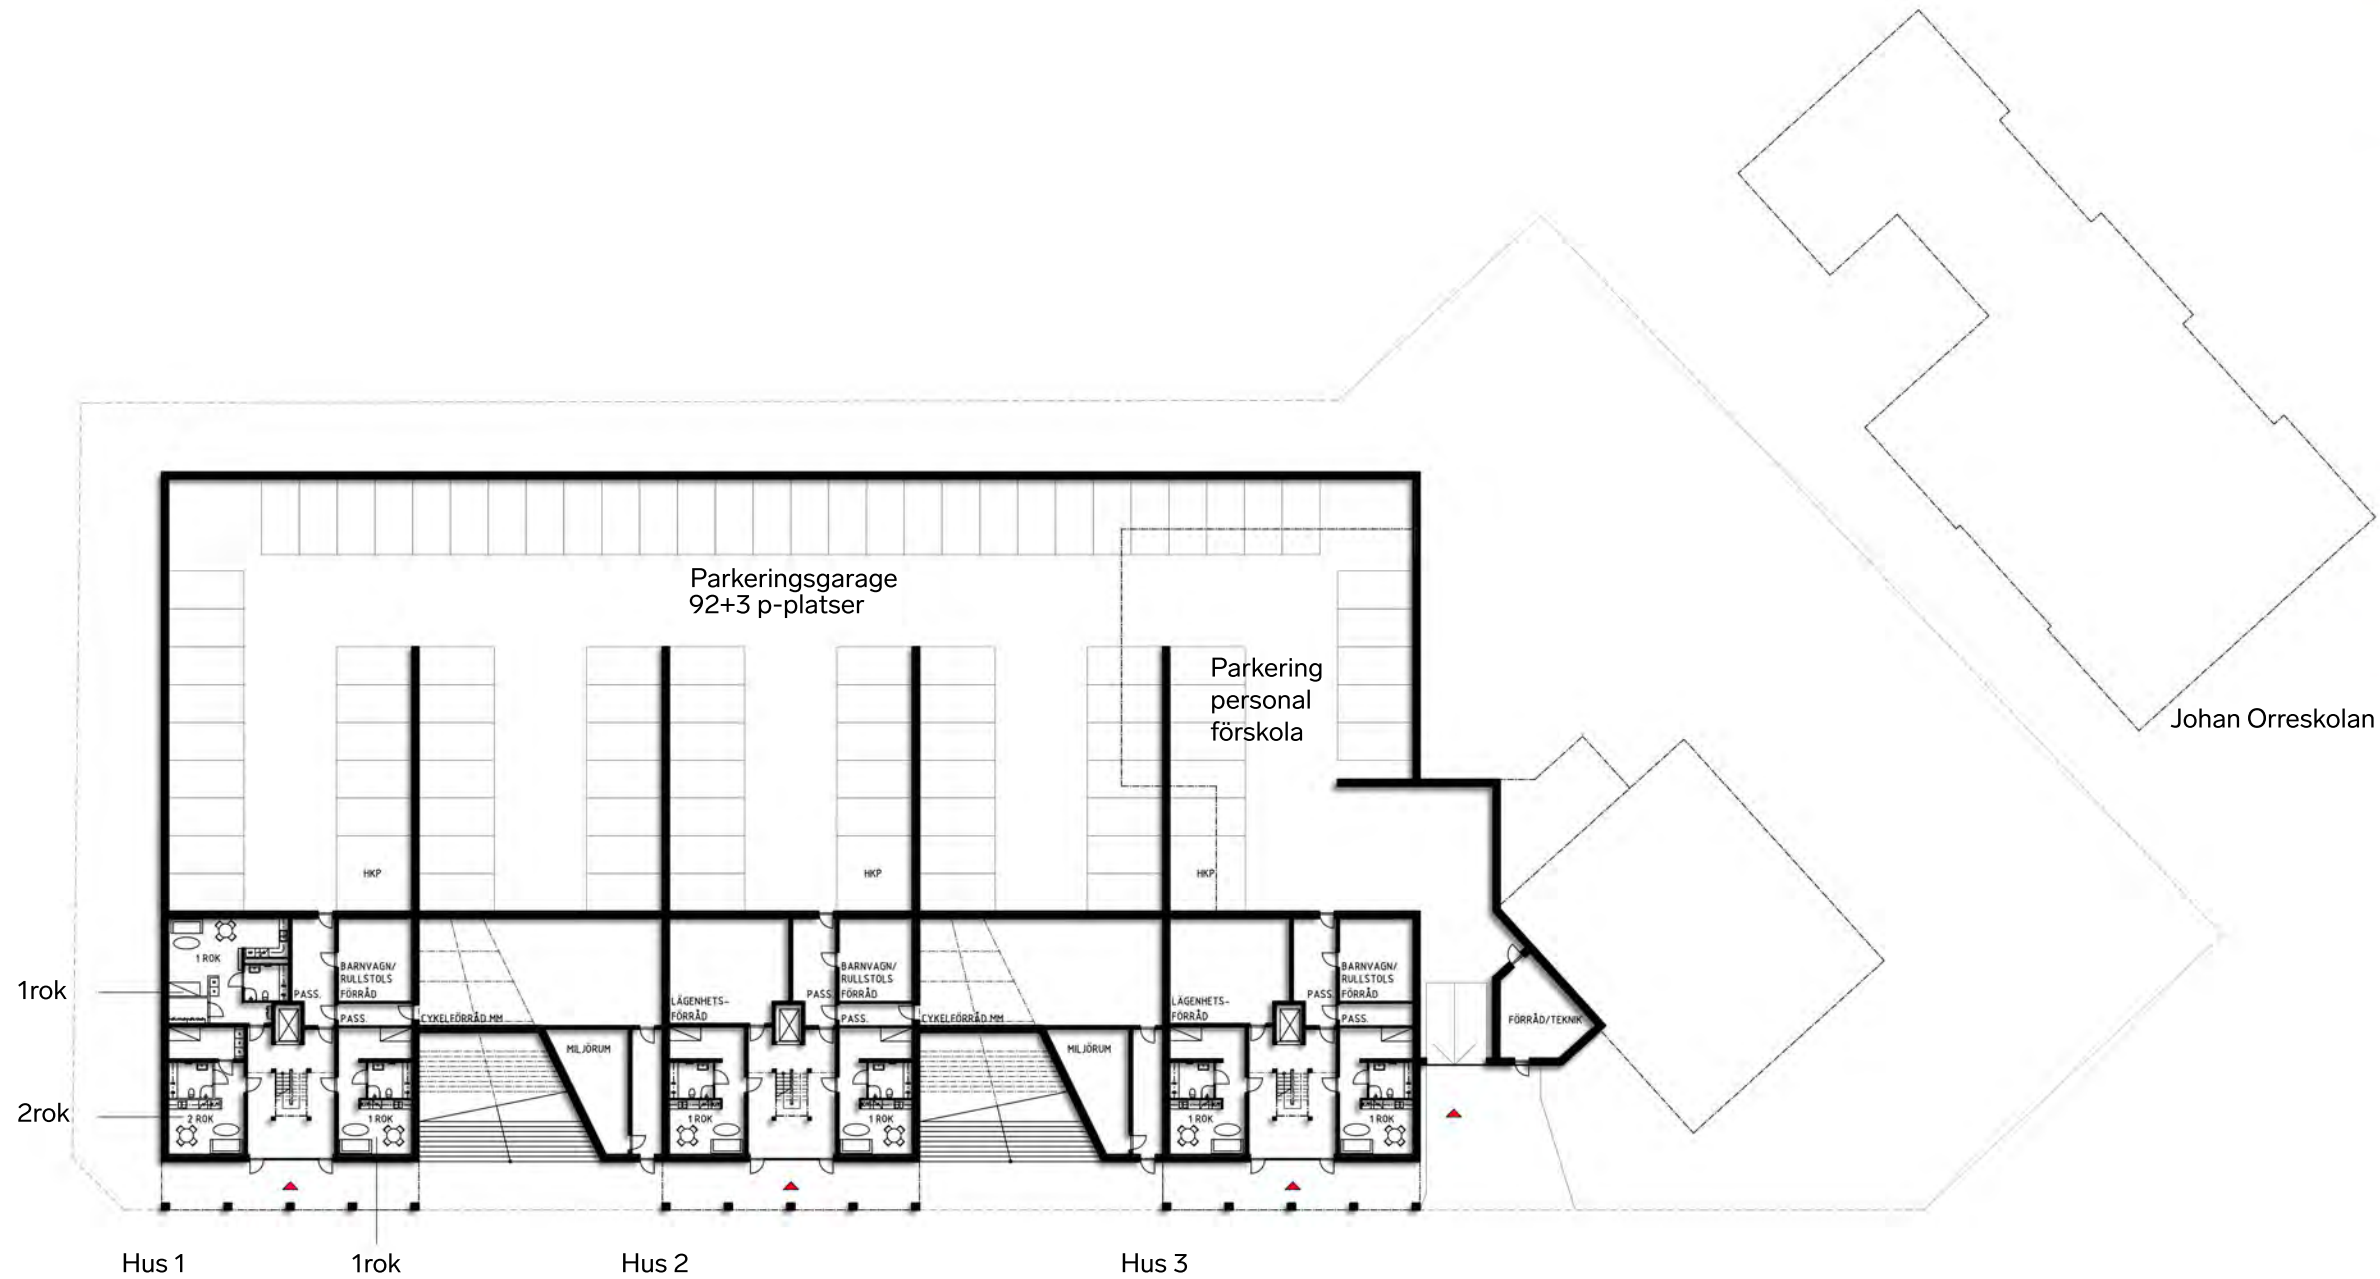 Parkeringsgarage
92+3 p-platser
Parkering
personal
förskola
Johan Orreskolan
HKP
HKP
HKP
1 ROK
1rok
PASS.
BARNVAGN/
RULLSTOLS
FÖRRÅD
PASS.
CYKELFÖRRÅD MM
LÄGENHETS-
FÖRRÅD
PASS.
BARNVAGN/
RULLSTOLS
FÖRRÅD
PASS.
CYKELFÖRRÅD MM
LÄGENHETS-
FÖRRÅD
PASS.
BARNVAGN/
RULLSTOLS
FÖRRÅD
PASS.
FÖRRÅD/TEKNIK
MILJÖRUM
MILJÖRUM
2rok
2 ROK
1 ROK
1 ROK
1 ROK
1 ROK
1 ROK
Hus 1
1rok
Hus 2
Hus 3